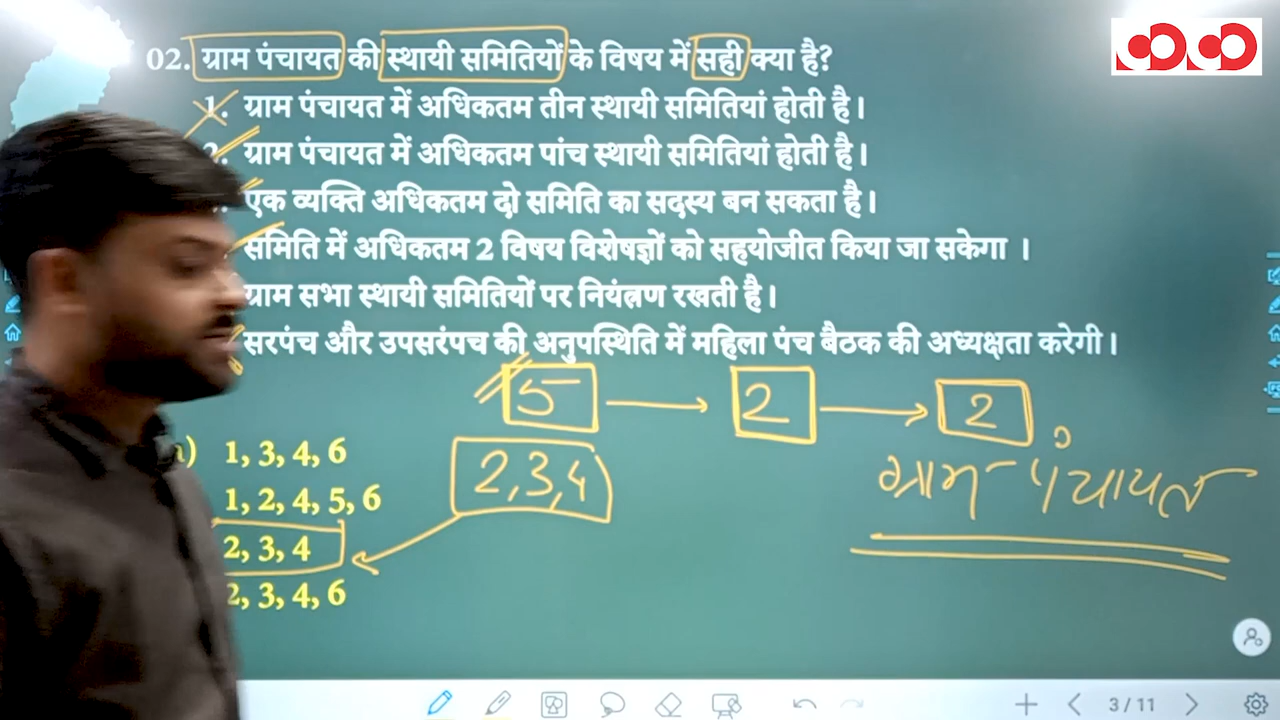 02. ग्राम पंचायत की स्थायी समितियों के विषय में सही क्या है?
1. ग्राम पंचायत में अधिकतम तीन स्थायी समितियां होती है।
2. ग्राम पंचायत में अधिकतम पांच स्थायी समितियां होती है।
एक व्यक्ति अधिकतम दो समिति का सदस्य बन सकता है।
समिति में अधिकतम 2 विषय विशेषज्ञों को सहयोजीत किया जा सकेगा ।
ग्राम सभा स्थायी समितियों पर नियंत्रण रखती है।
सरपंच और उपसरंपच की अनुपस्थिति में महिला पंच बैठक की अध्यक्षता करेगी।
5 2 2
a) 1, 3, 4, 6
2,3,4
ग्राम पंचायत
1, 2, 4, 5, 6
2, 3, 4
2, 3, 4, 6
3 / 11